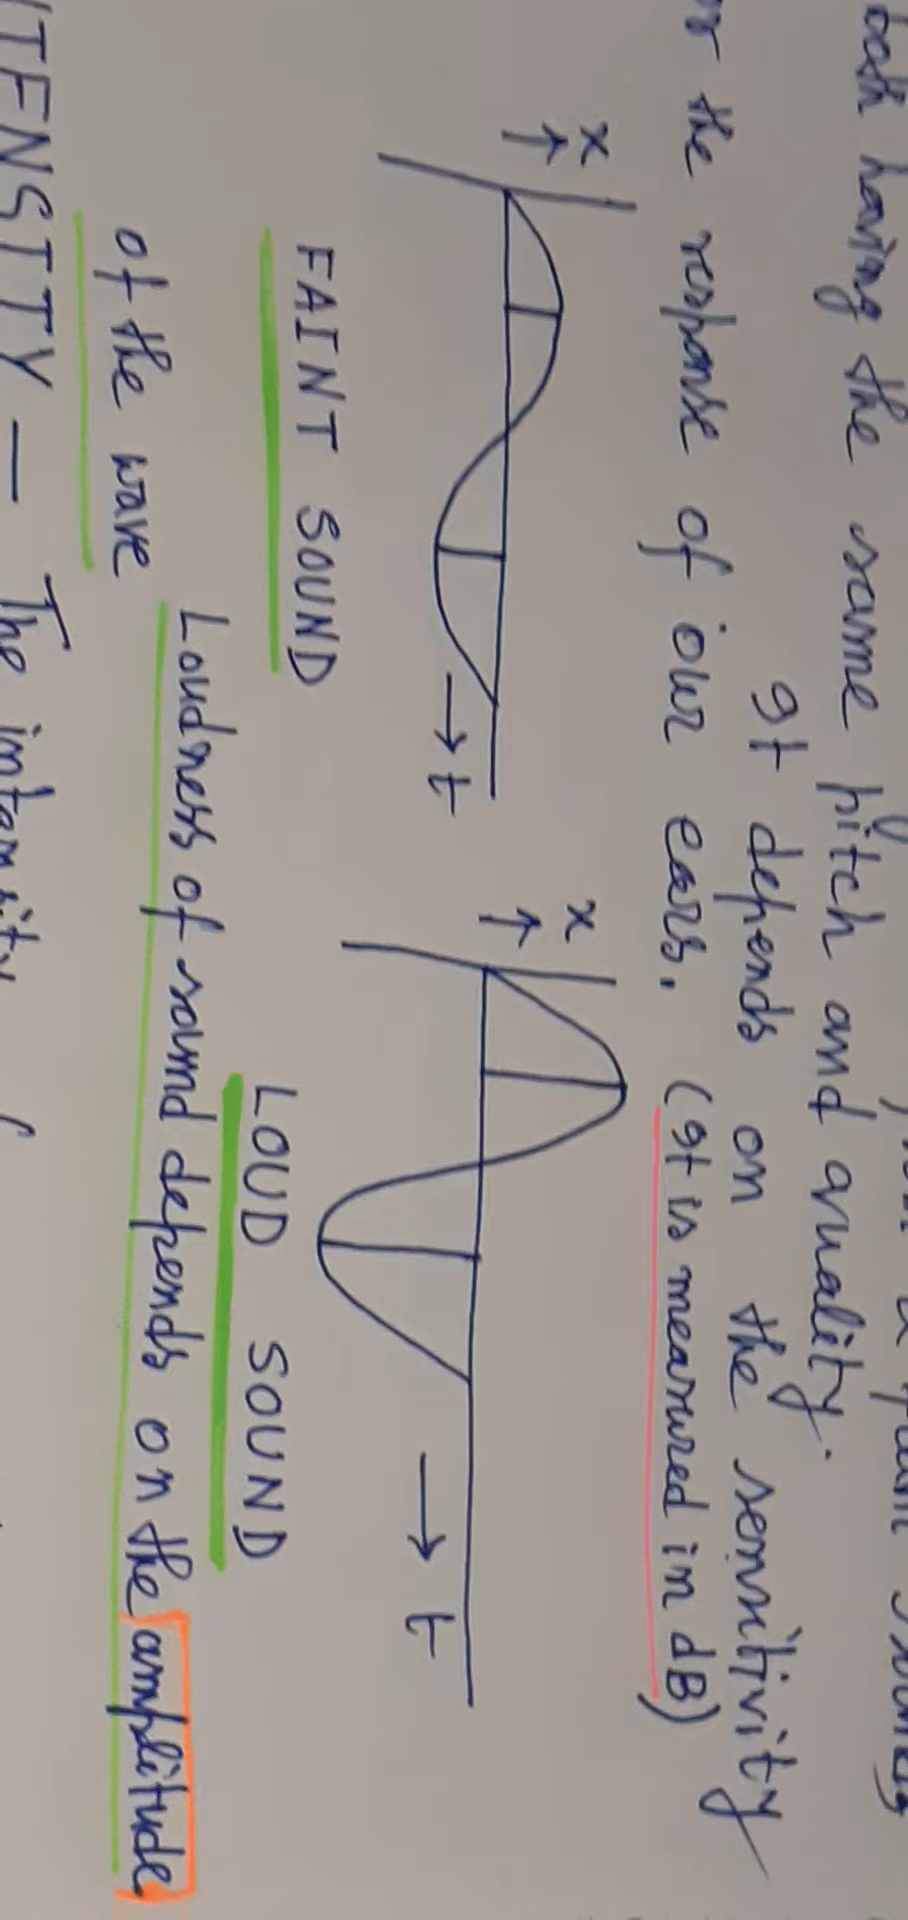 both having the same pitch and quality.
It depends on the sensitivity
or the response of our ears. (It is measured in dB)
x
x
t
t
FAINT SOUND
LOUD SOUND
Loudness of sound depends on the amplitude
of the wave
The intensity